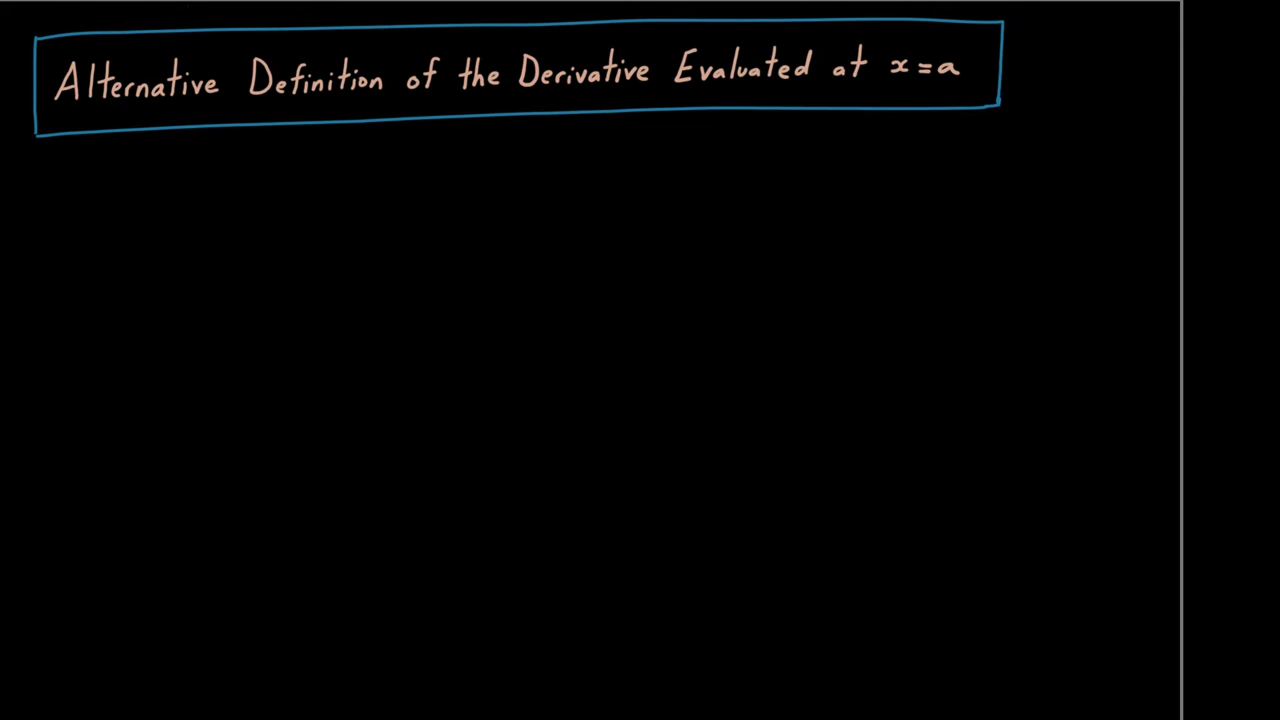 Alternative Definition of the Derivative Evaluated at x=a